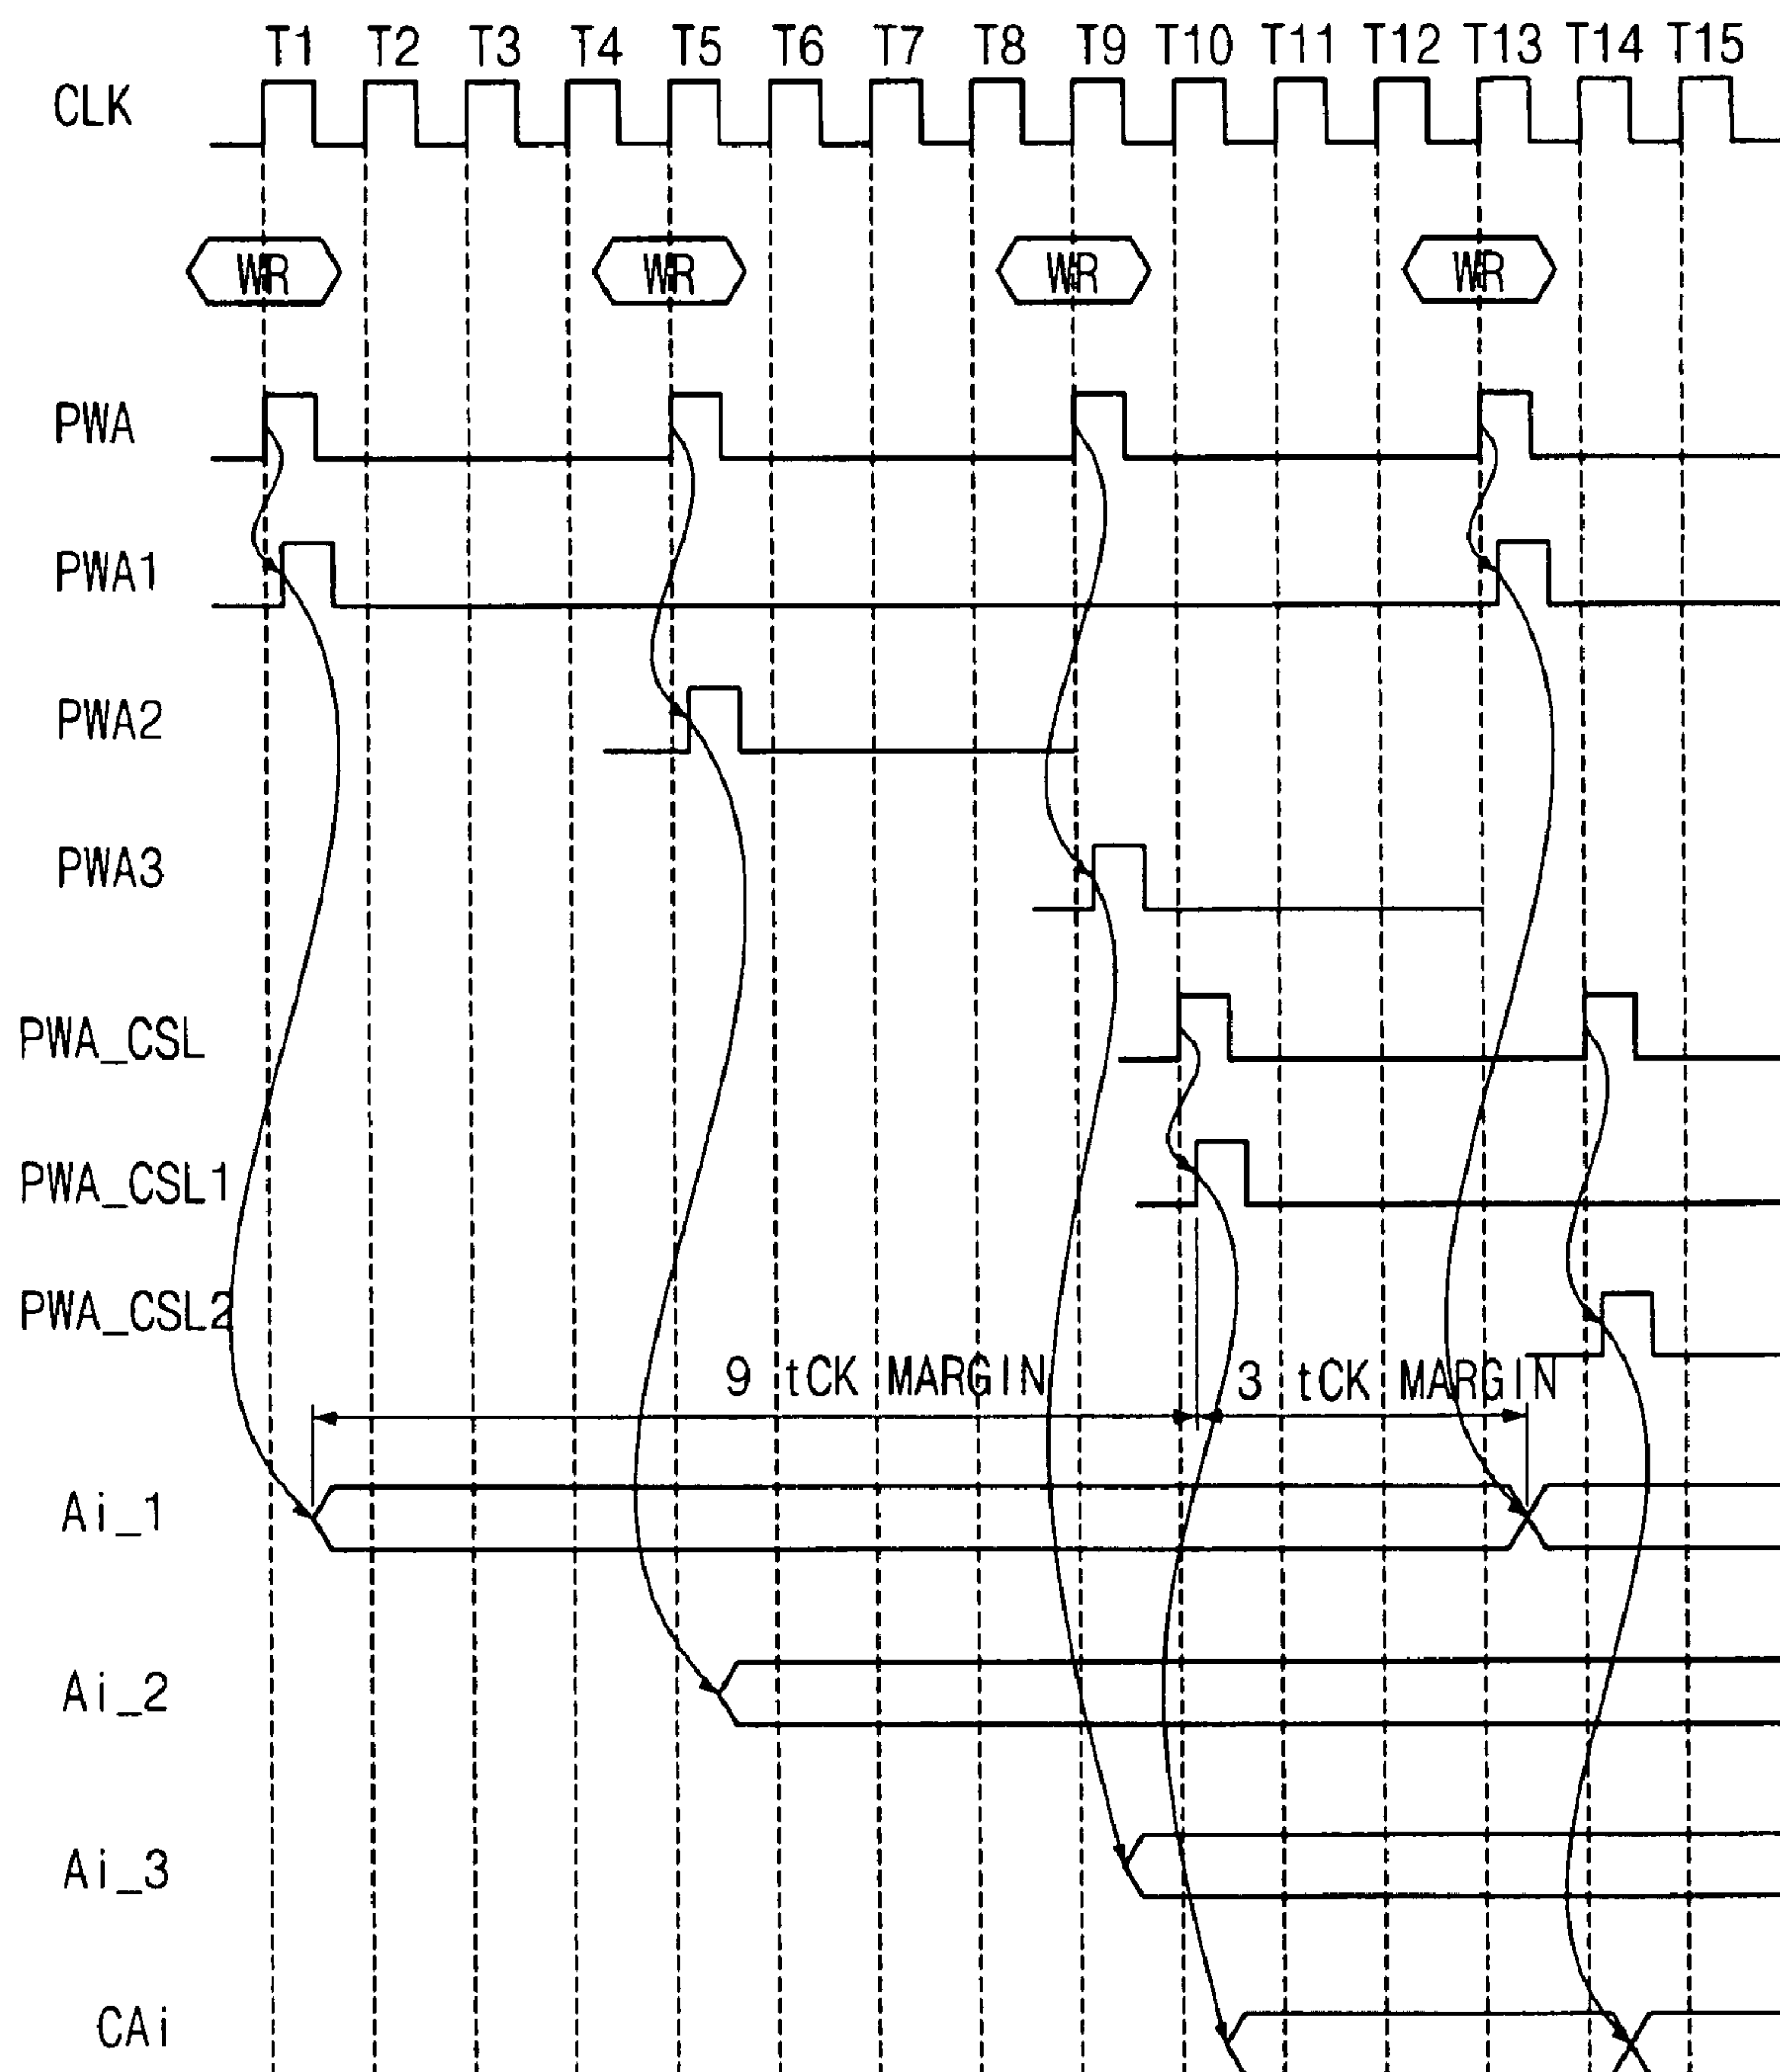 T1 T2 T3 T4 T5 T6 T7 T8 T9 T10 T11 T12 T13 T14 T15
CLK
WR WR WR WR
PWA
PWA1
PWA2
PWA3
PWA_CSL
PWA_CSL1
PWA_CSL2
9 tCK MARGIN 3 tCK MARGIN
Ai_1
Ai_2
Ai_3
CAi